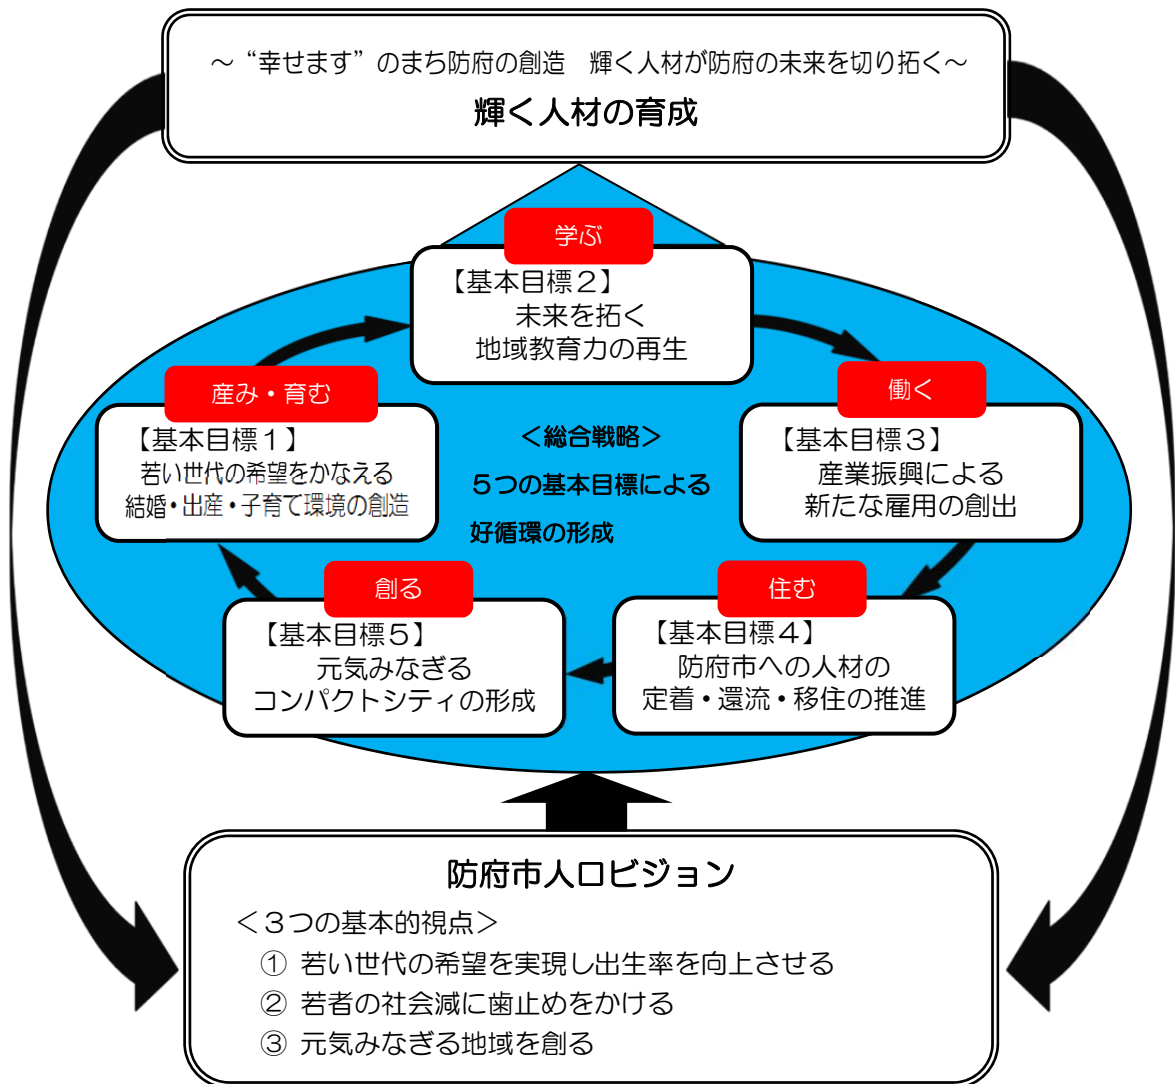 ～“幸せます”のまち防府の創造　輝く人材が防府の未来を切り拓く～
輝く人材の育成
学ぶ
【基本目標２】
未来を拓く
地域教育力の再生
産み・育む
【基本目標１】
若い世代の希望をかなえる
結婚・出産・子育て環境の創造
働く
【基本目標３】
産業振興による
新たな雇用の創出
＜総合戦略＞
５つの基本目標による
好循環の形成
創る
【基本目標５】
元気みなぎる
コンパクトシティの形成
住む
【基本目標４】
防府市への人材の
定着・還流・移住の推進
防府市人口ビジョン
＜３つの基本的視点＞
① 若い世代の希望を実現し出生率を向上させる
② 若者の社会減に歯止めをかける
③ 元気みなぎる地域を創る